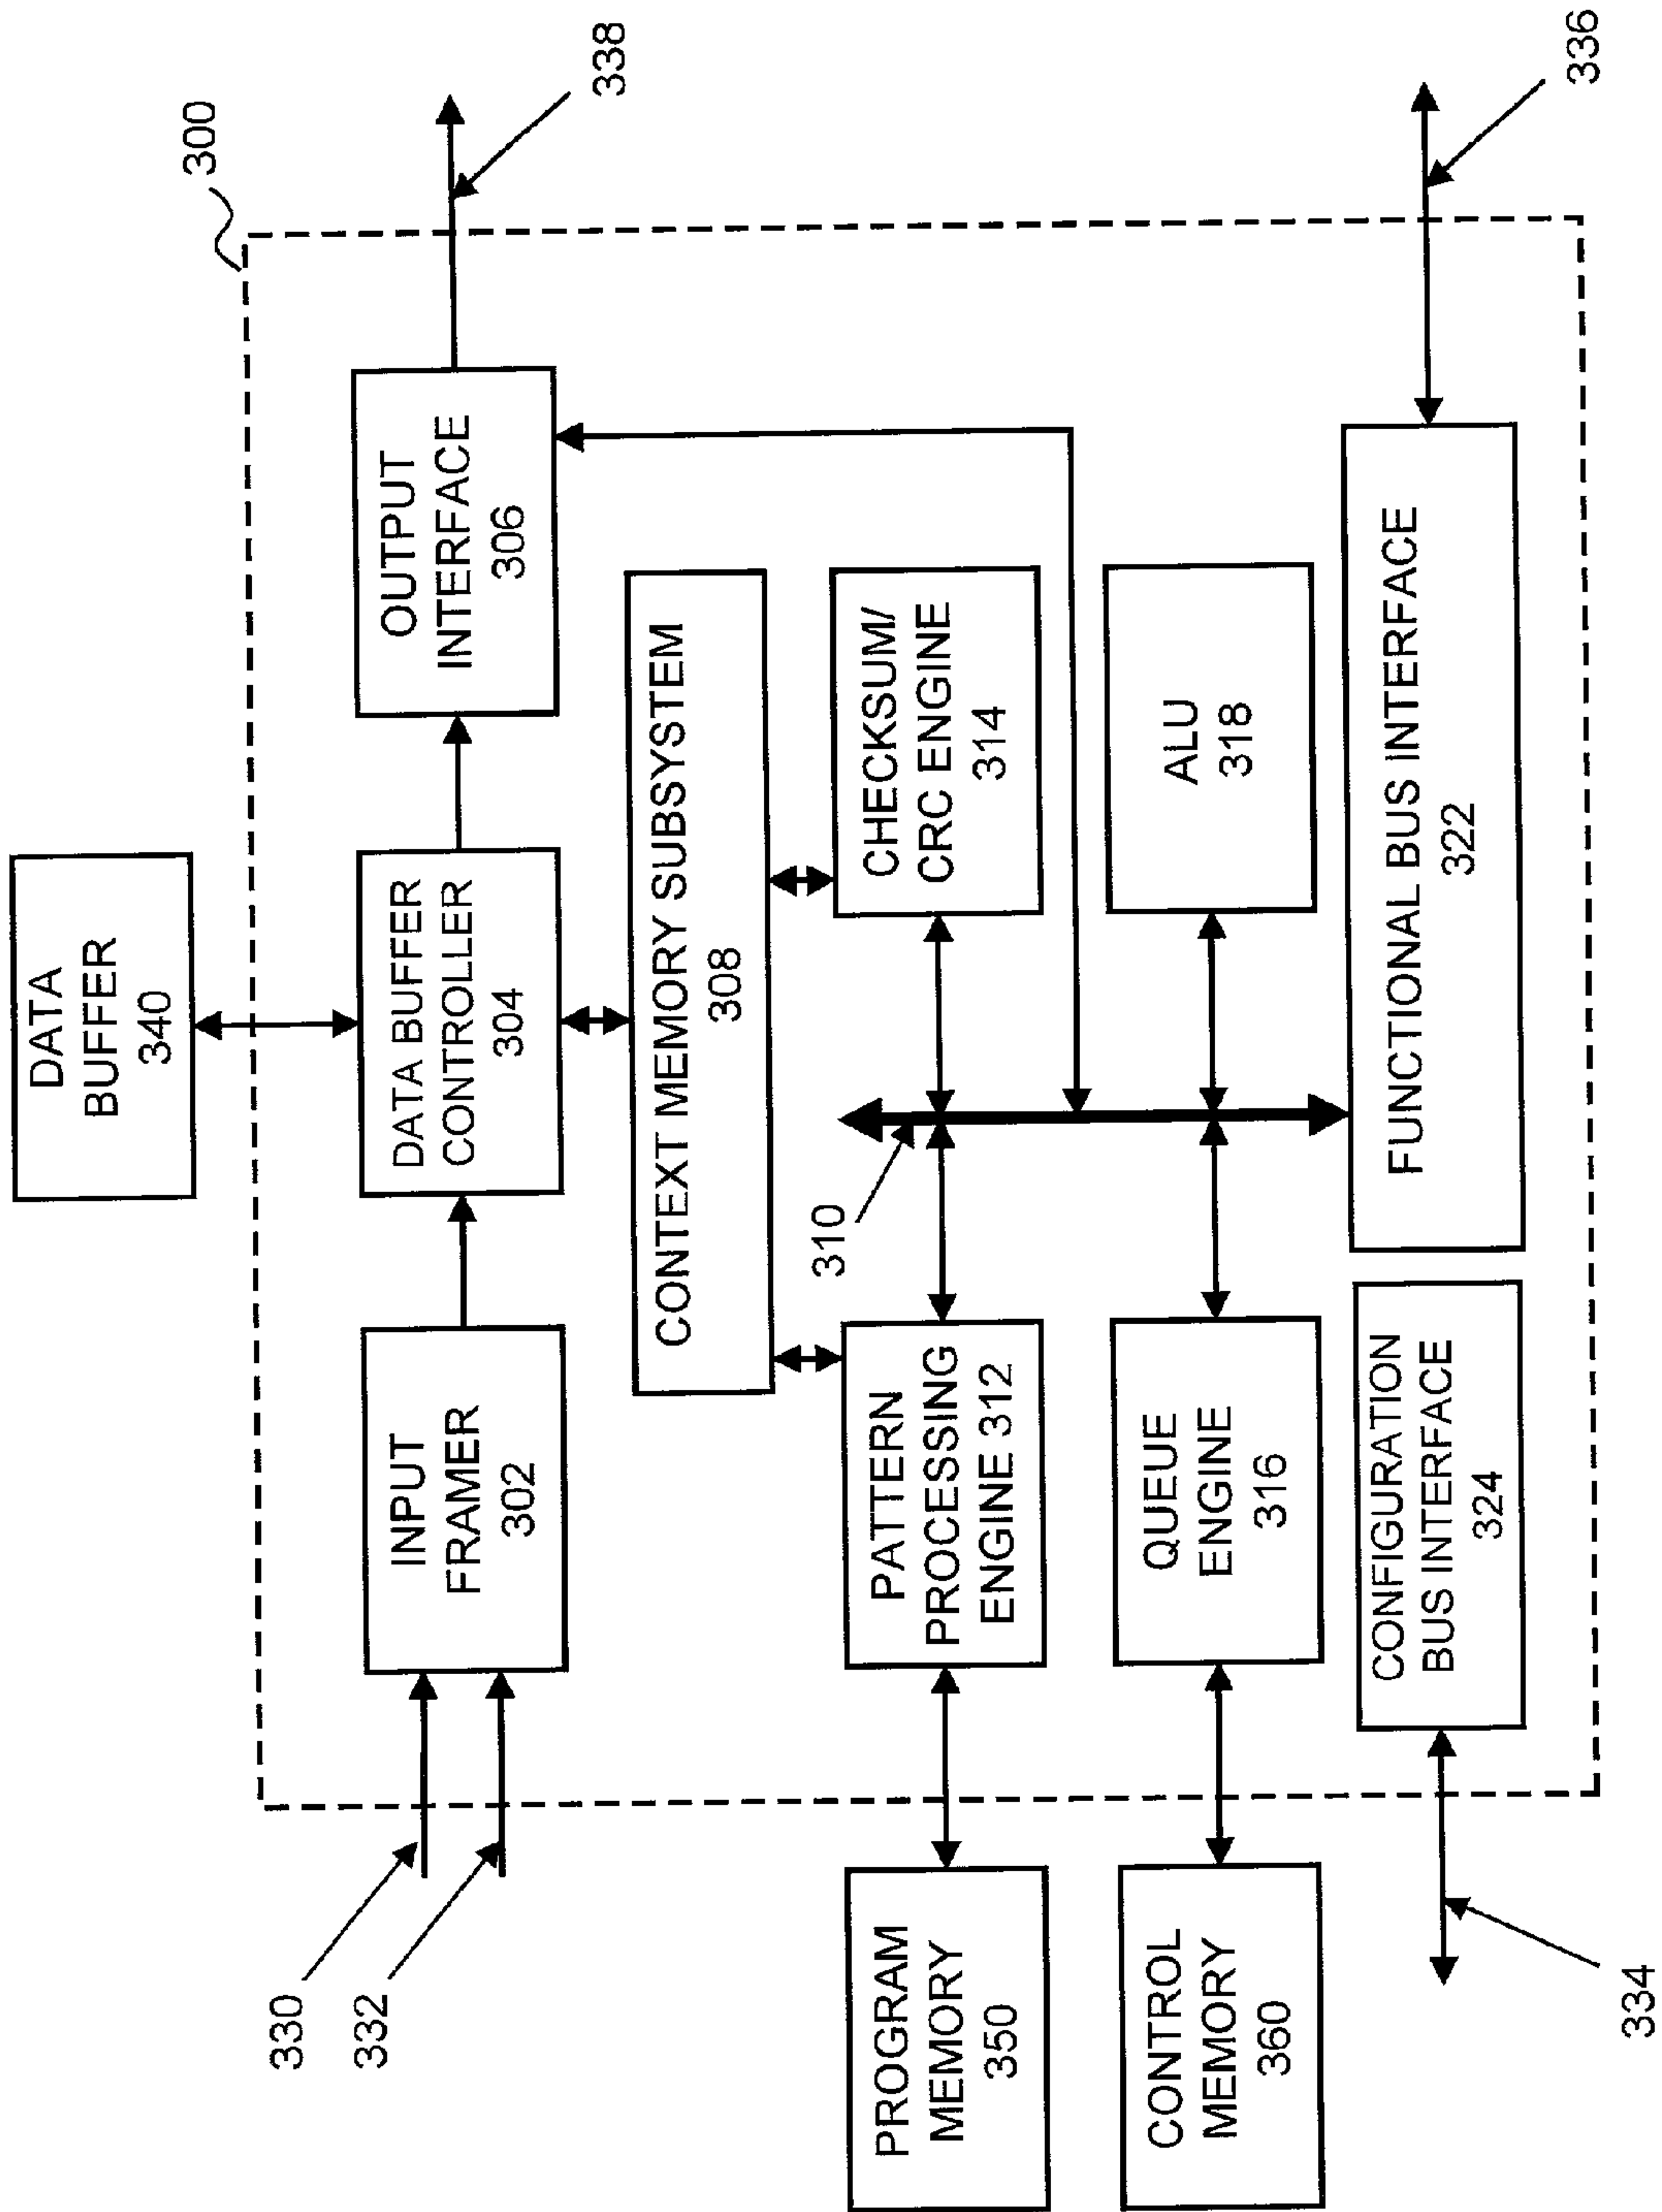 300
DATA
BUFFER
340
330
332
INPUT
FRAMER
302
DATA BUFFER
CONTROLLER
304
OUTPUT
INTERFACE
306
338
CONTEXT MEMORY SUBSYSTEM
308
310
PROGRAM
MEMORY
350
PATTERN
PROCESSING
ENGINE 312
CHECKSUM/
CRC ENGINE
314
CONTROL
MEMORY
360
QUEUE
ENGINE
316
ALU
318
334
CONFIGURATION
BUS INTERFACE
324
FUNCTIONAL BUS INTERFACE
322
336